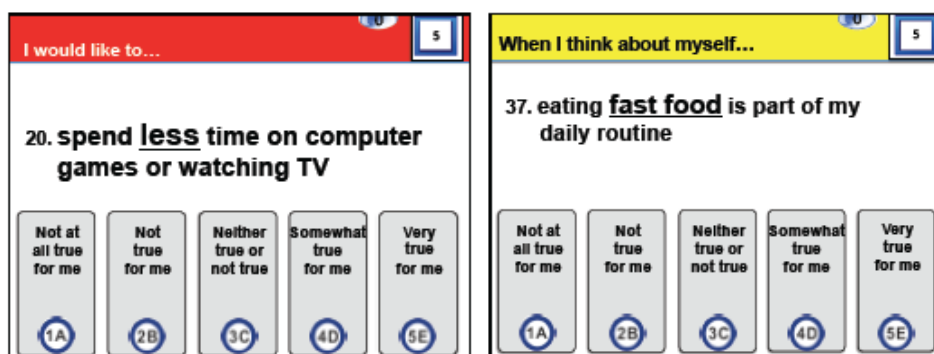 I would like to...
5
20. spend less time on computer
games or watching TV
Not at all true for me
Not true for me
Neither true or not true
Somewhat true for me
Very true for me
1A
2B
3C
4D
5E
When I think about myself...
5
37. eating fast food is part of my
daily routine
Not at all true for me
Not true for me
Neither true or not true
Somewhat true for me
Very true for me
1A
2B
3C
4D
5E